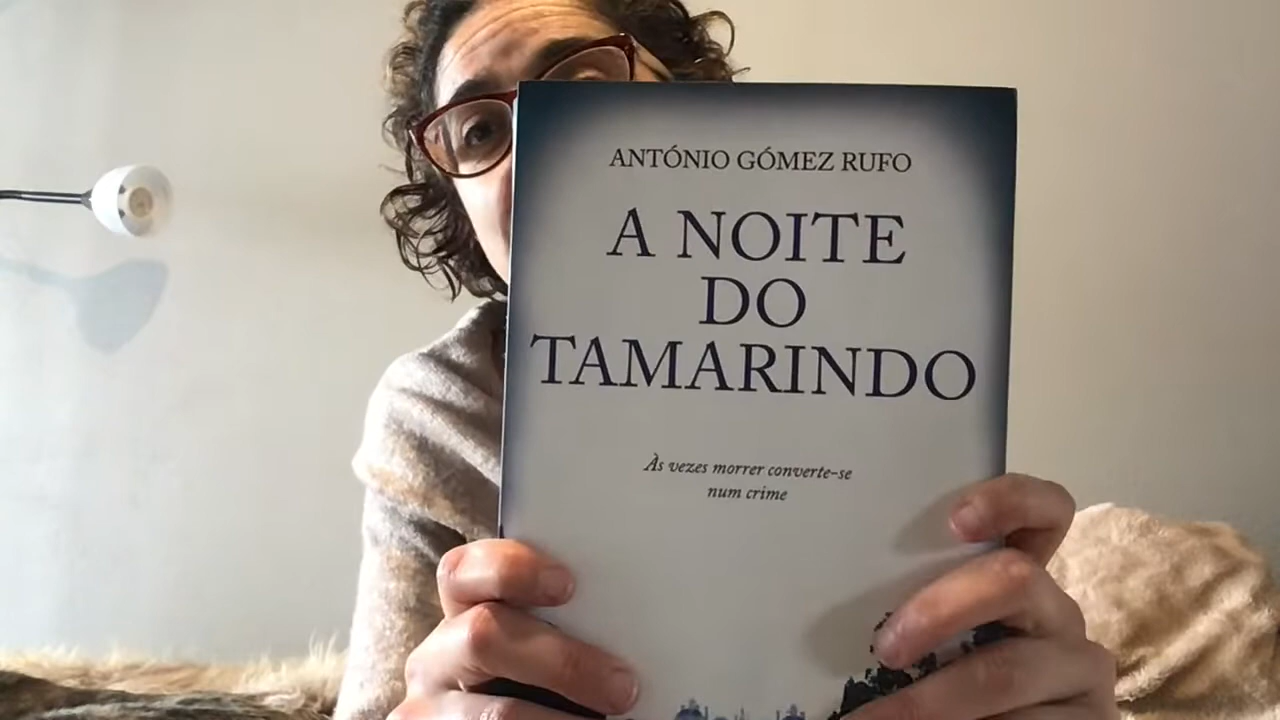 ANTÓNIO GÓMEZ RUFO
A NOITE
DO
TAMARINDO
Às vezes morrer converte-se
num crime